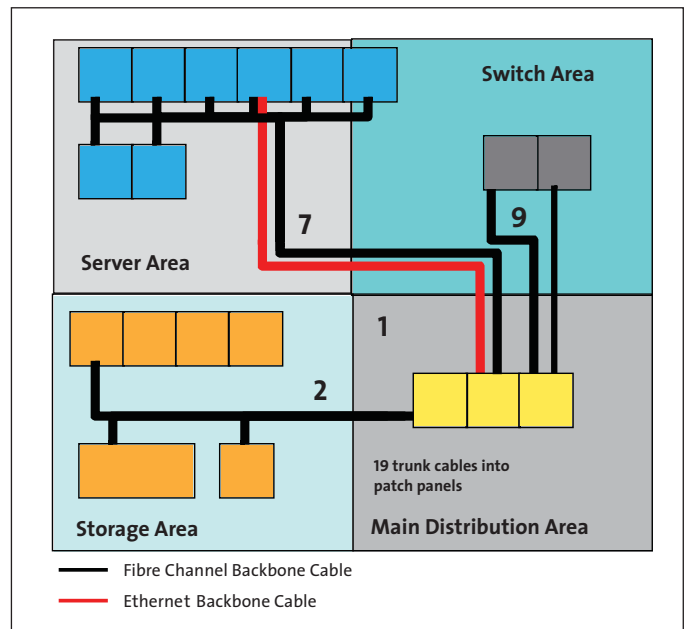 Switch Area
7
9
Server Area
1
2
19 trunk cables into
patch panels
Storage Area
Main Distribution Area
Fibre Channel Backbone Cable
Ethernet Backbone Cable